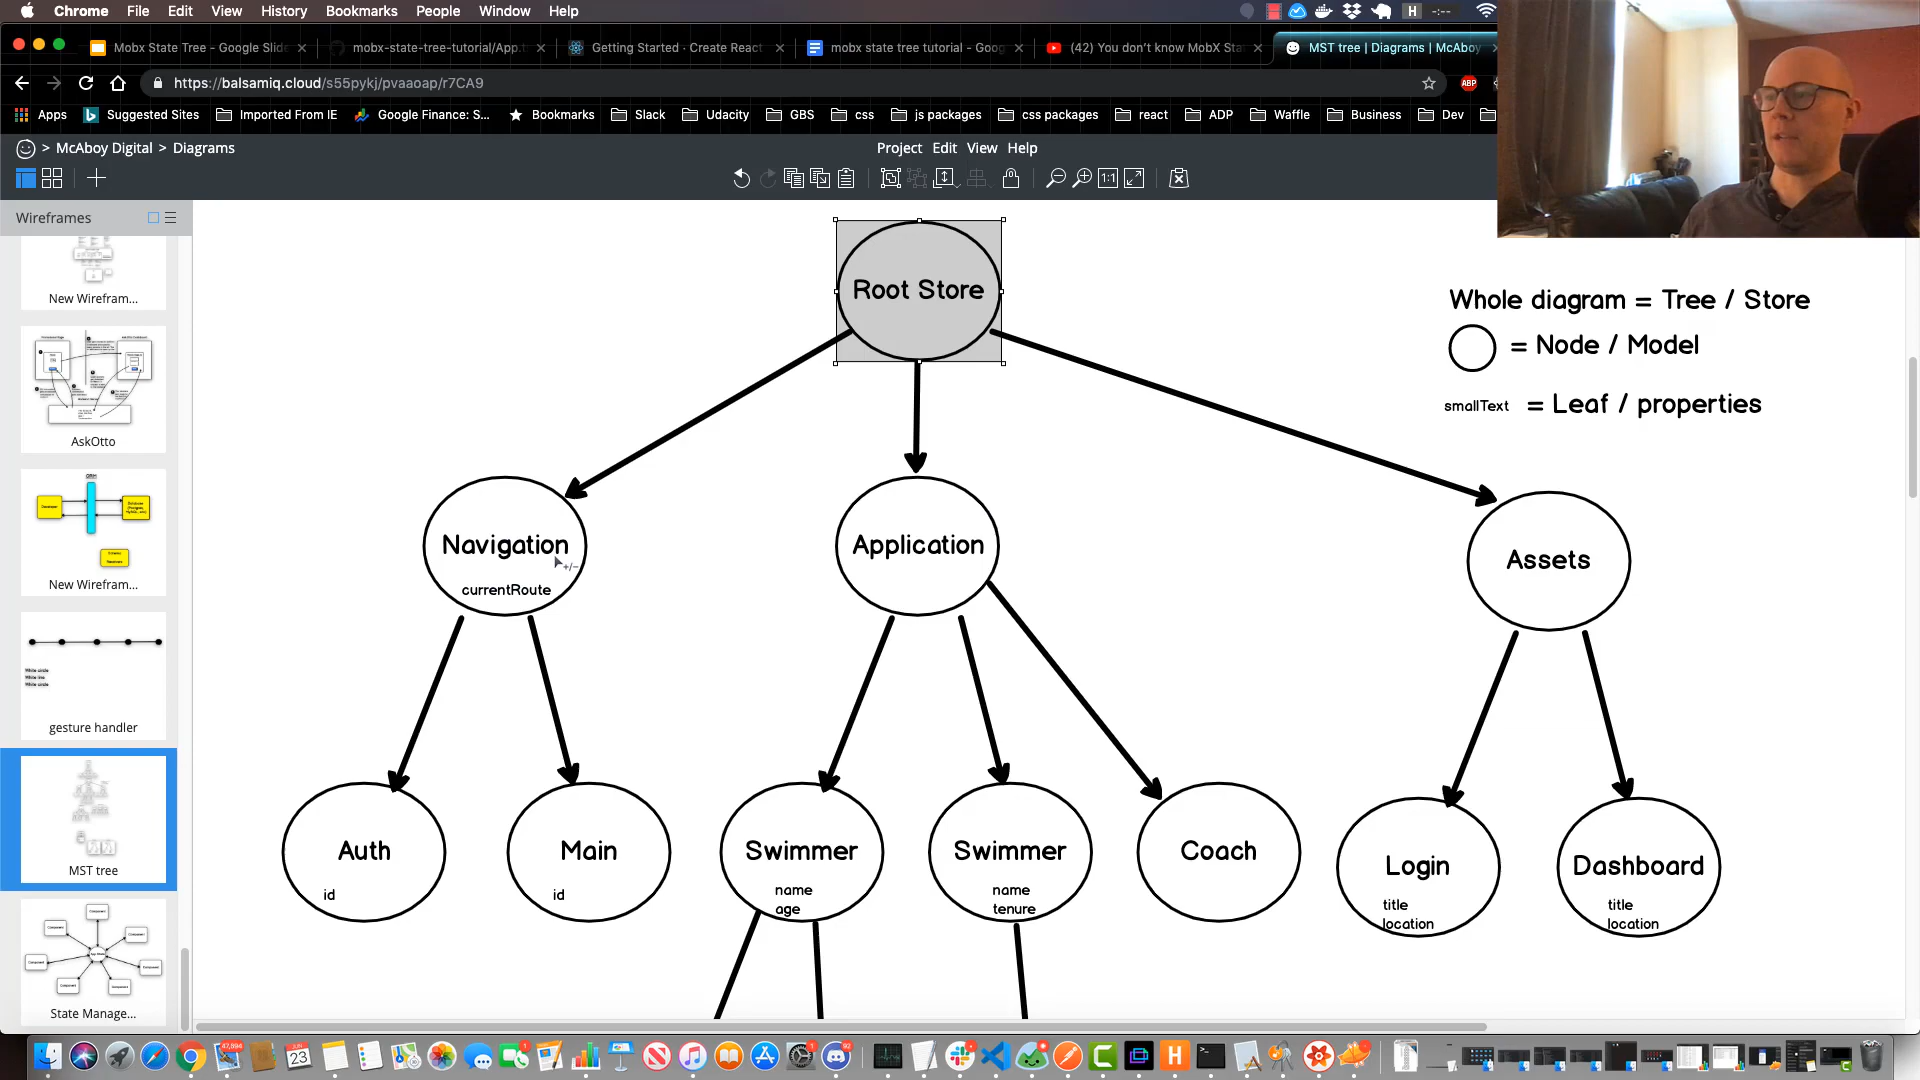 Chrome File Edit View History Bookmarks People Window Help
Mobx State Tree - Google Slide
mobx-state-tree-tutorial/App.t
Getting Started · Create React
mobx state tree tutorial - Goo
(42) You don't know MobX Sta
MST tree | Diagrams | McAboy
https://balsamiq.cloud/s55pykj/pvaaoap/r7CA9
ABP
Apps Suggested Sites Imported From IE Google Finance: S... Bookmarks Slack Udacity GBS css js packages css packages react ADP Waffle Business Dev
> McAboy Digital > Diagrams
Project Edit View Help
1:1
Wireframes
New Wirefram...
AskOtto
New Wirefram...
gesture handler
MST tree
State Manage...
Root Store
Whole diagram = Tree / Store
= Node / Model
smallText = Leaf / properties
Navigation
currentRoute
Application
Assets
Auth
id
Main
id
Swimmer
name
age
Swimmer
name
tenure
Coach
Login
title
location
Dashboard
title
location